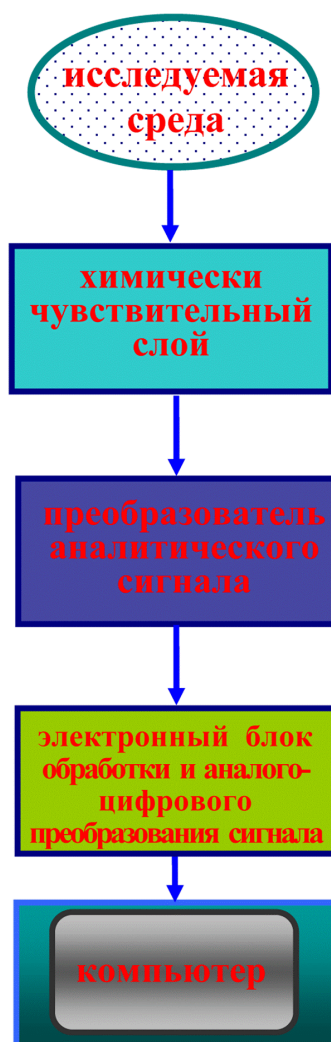 исследуемая
среда
химически
чувствительный
слой
преобразователь
аналитического
сигнала
электронный блок
обработки и аналого-
цифрового
преобразования сигнала
компьютер